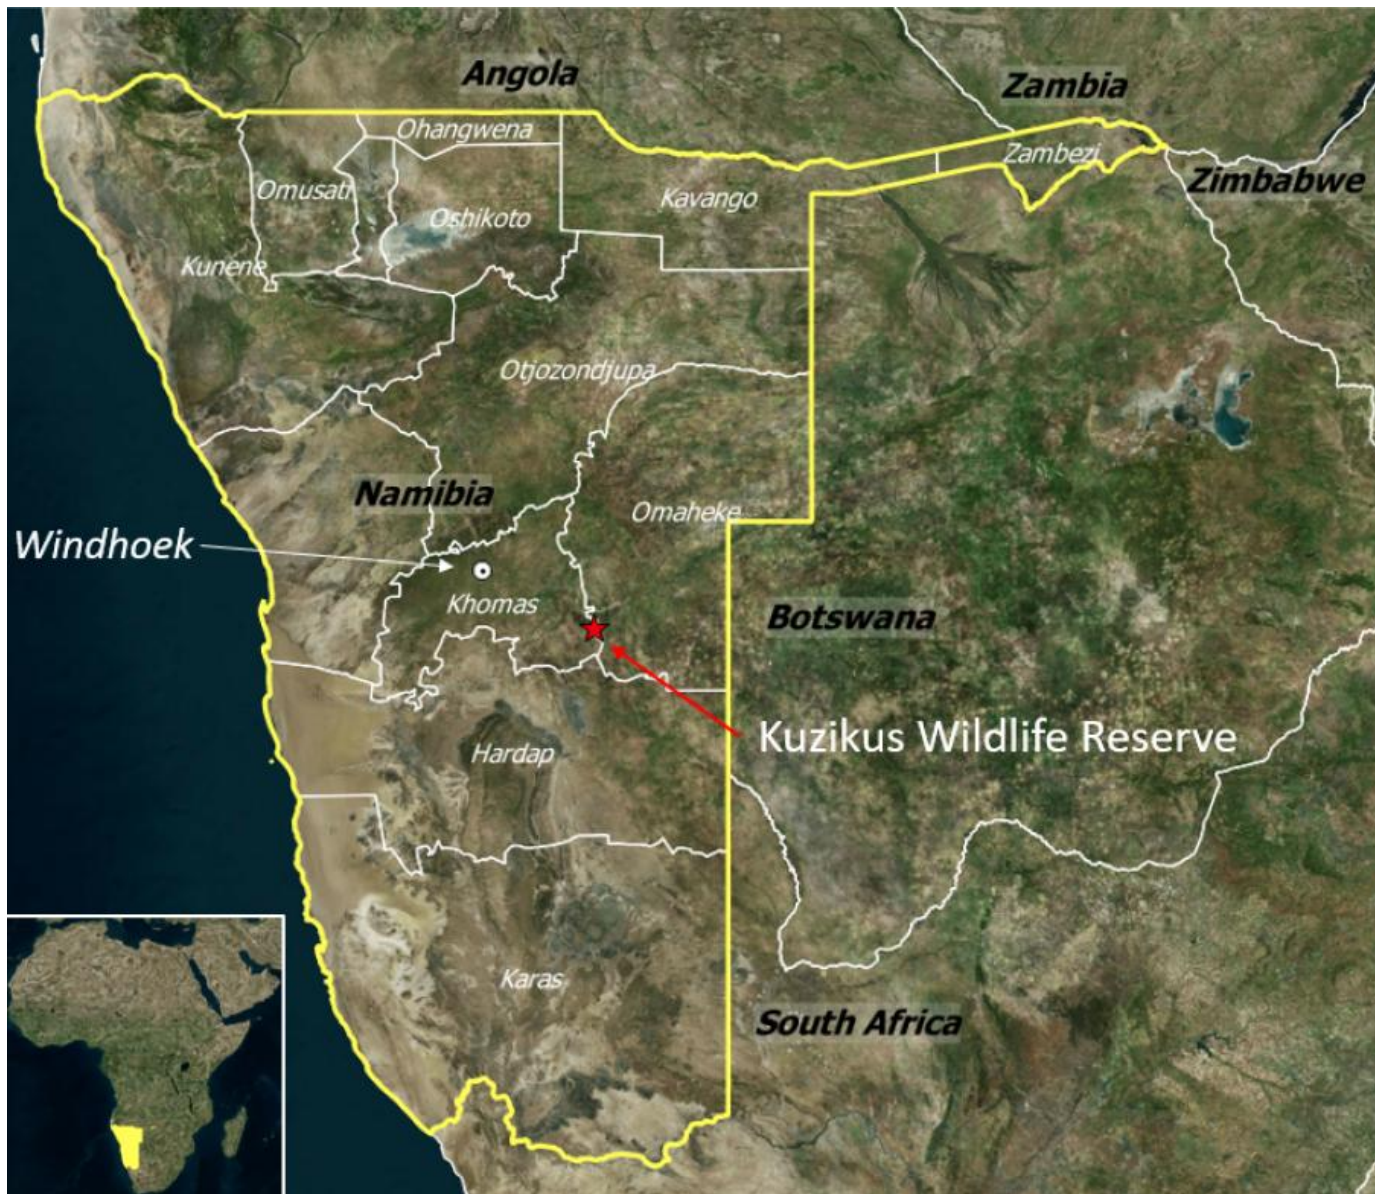 Angola
Zambia
Ohangwena
Zambezi
Zimbabwe
Omusati
Kavango
Oshikoto
Kunene
Otjozondjupa
Namibia
Omaheke
Windhoek
Khomas
Botswana
Kuzikus Wildlife Reserve
Hardap
Karas
South Africa